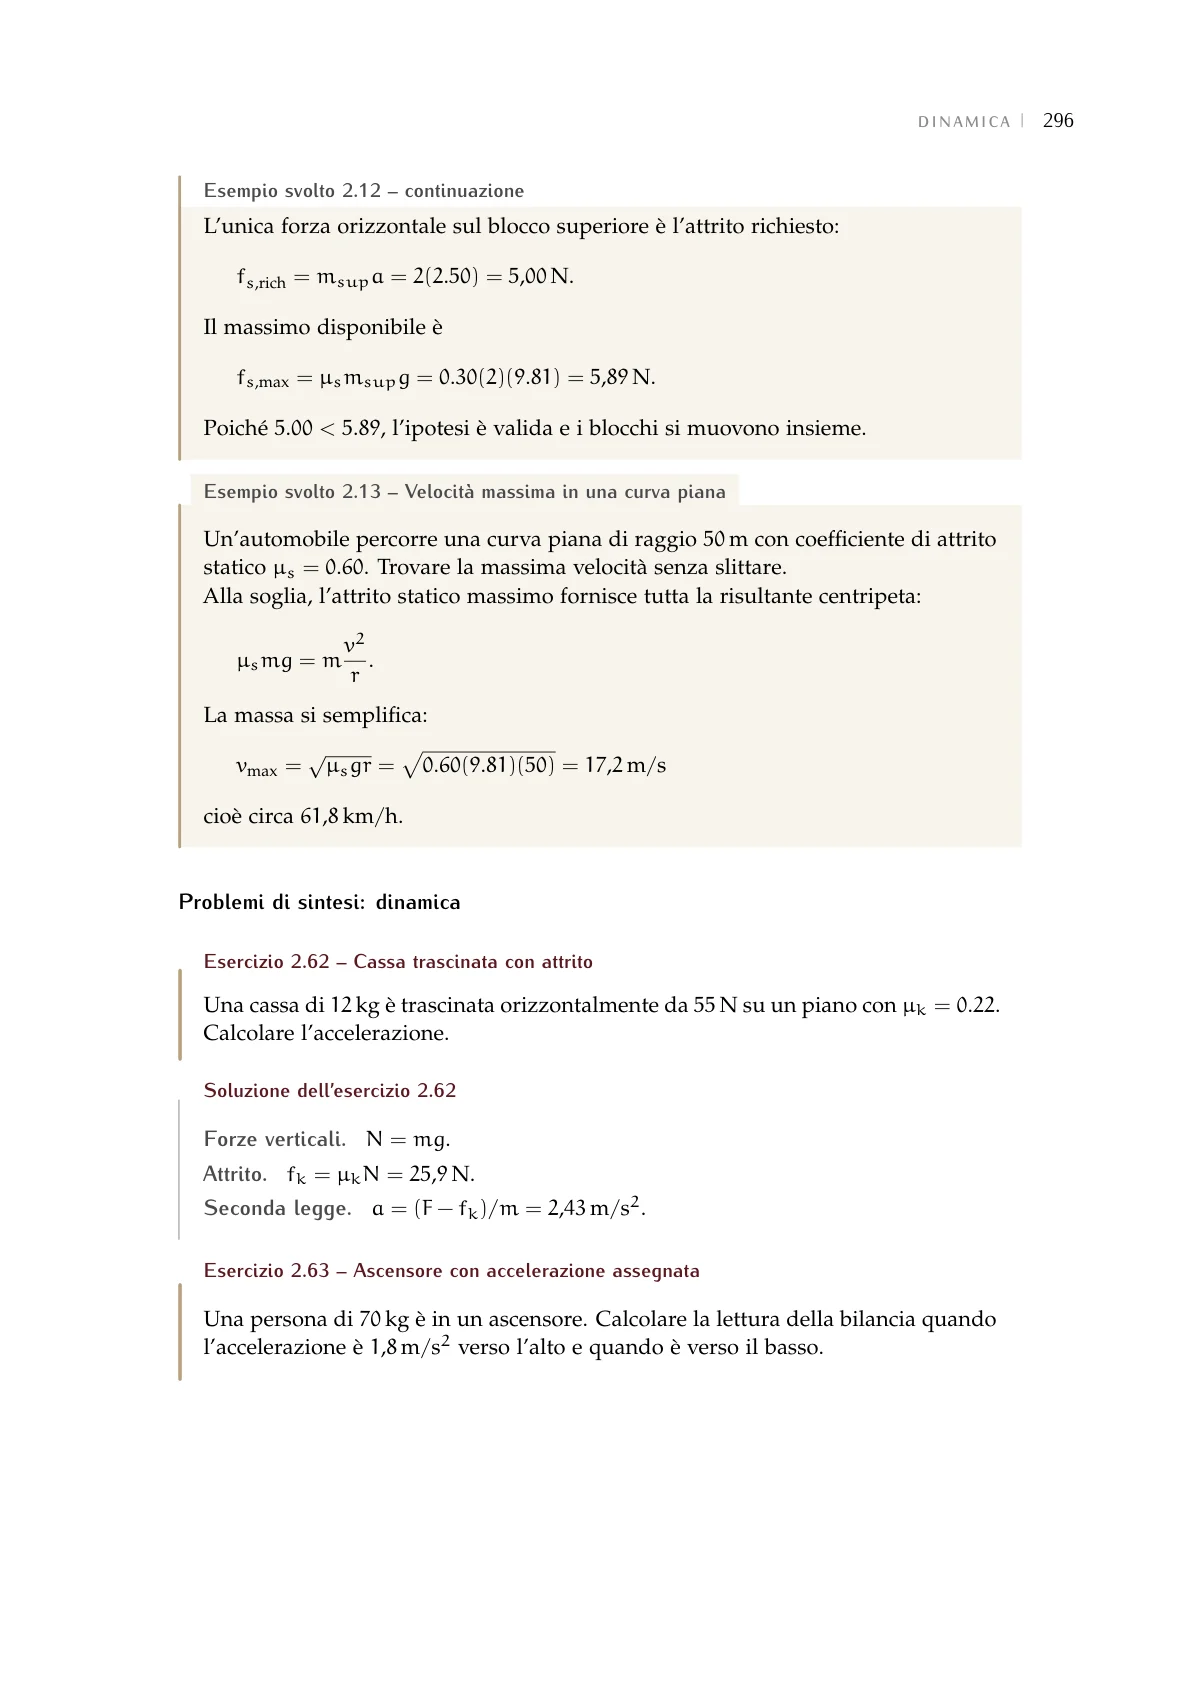 DINAMICA | 296
Esempio svolto 2.12 – continuazione
L'unica forza orizzontale sul blocco superiore è l'attrito richiesto:
f_{s,rich} = m_{sup} a = 2(2.50) = 5,00 N.
Il massimo disponibile è
f_{s,max} = μ_s m_{sup} g = 0.30(2)(9.81) = 5,89 N.
Poiché 5.00 < 5.89, l'ipotesi è valida e i blocchi si muovono insieme.
Esempio svolto 2.13 – Velocità massima in una curva piana
Un'automobile percorre una curva piana di raggio 50 m con coefficiente di attrito
statico μ_s = 0.60. Trovare la massima velocità senza slittare.
Alla soglia, l'attrito statico massimo fornisce tutta la risultante centripeta:
μ_s mg = m v²/r.
La massa si semplifica:
v_{max} = √(μ_s gr) = √(0.60(9.81)(50)) = 17,2 m/s
cioè circa 61,8 km/h.
Problemi di sintesi: dinamica
Esercizio 2.62 – Cassa trascinata con attrito
Una cassa di 12 kg è trascinata orizzontalmente da 55 N su un piano con μ_k = 0.22.
Calcolare l'accelerazione.
Soluzione dell'esercizio 2.62
Forze verticali. N = mg.
Attrito. f_k = μ_k N = 25,9 N.
Seconda legge. a = (F − f_k)/m = 2,43 m/s².
Esercizio 2.63 – Ascensore con accelerazione assegnata
Una persona di 70 kg è in un ascensore. Calcolare la lettura della bilancia quando
l'accelerazione è 1,8 m/s² verso l'alto e quando è verso il basso.